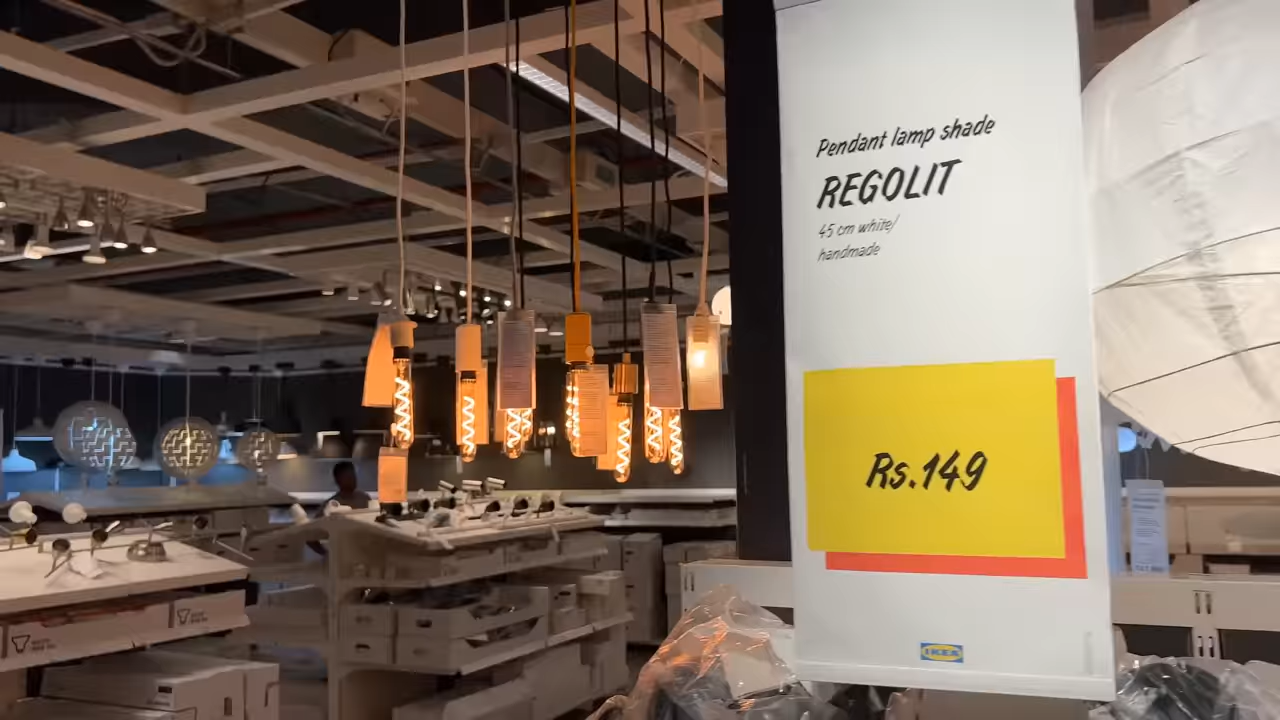 Pendant lamp shade
REGOLIT
45 cm white/
handmade
Rs.149
IKEA